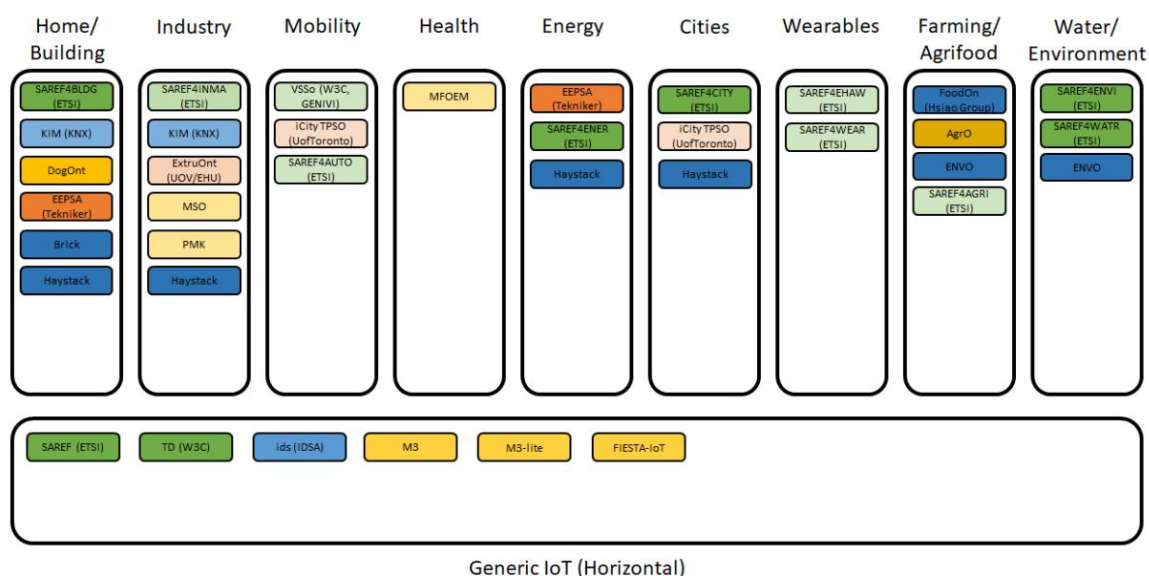 Home/
Building
Industry
Mobility
Health
Energy
Cities
Wearables
Farming/
Agrifood
Water/
Environment
SAREF4BLDG
(ETSI)
KIM (KNX)
DogOnt
EEPSA
(Tekniker)
Brick
Haystack
SAREF4INMA
(ETSI)
KIM (KNX)
ExtruOnt
(UOV/EHU)
MSO
PMK
Haystack
VSSo (W3C,
GENIVI)
iCity TPSO
(UofToronto)
SAREF4AUTO
(ETSI)
MFOEM
EEPSA
(Tekniker)
SAREF4ENER
(ETSI)
Haystack
SAREF4CITY
(ETSI)
iCity TPSO
(UofToronto)
Haystack
SAREF4EHAW
(ETSI)
SAREF4WEAR
(ETSI)
FoodOn
(Hsiao Group)
AgrO
ENVO
SAREF4AGRI
(ETSI)
SAREF4ENVI
(ETSI)
SAREF4WATR
(ETSI)
ENVO
SAREF (ETSI)
TD (W3C)
ids (IDSA)
M3
M3-lite
FIESTA-IoT
Generic IoT (Horizontal)